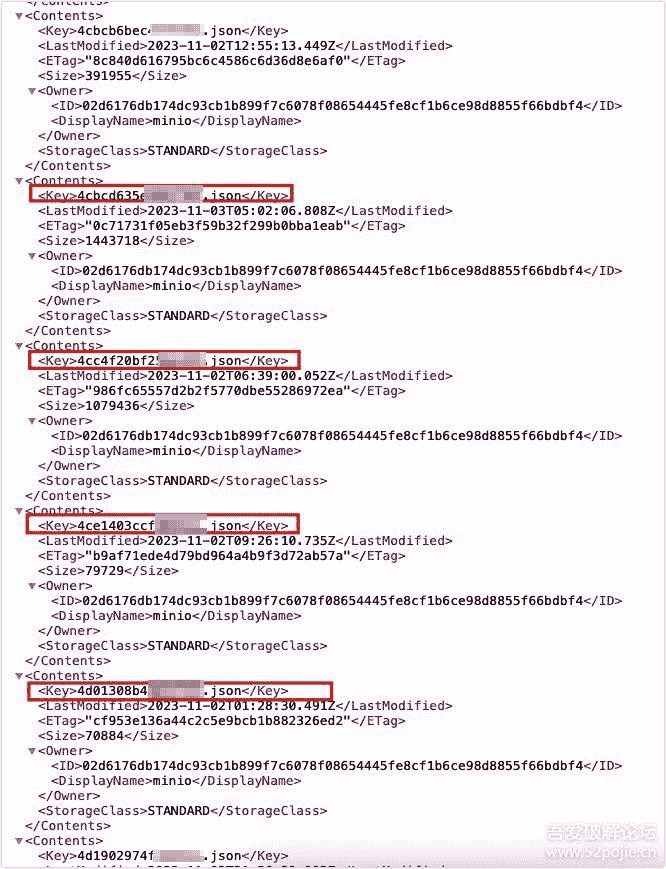 </Contents>
▼<Contents>
<Key>4cbcb6bec .json</Key>
<LastModified>2023-11-02T12:55:13.449Z</LastModified>
<ETag>"8c840d616795bc6c4586c6d36d8e6af0"</ETag>
<Size>391955</Size>
▼<Owner>
<ID>02d6176db174dc93cb1b899f7c6078f08654445fe8cf1b6ce98d8855f66bdbf4</ID>
<DisplayName>minio</DisplayName>
</Owner>
<StorageClass>STANDARD</StorageClass>
</Contents>
▼<Contents>
<Key>4cbcd635 .json</Key>
<LastModified>2023-11-03T05:02:06.808Z</LastModified>
<ETag>"0c71731f05eb3f59b32f299b0bba1eab"</ETag>
<Size>1443718</Size>
▼<Owner>
<ID>02d6176db174dc93cb1b899f7c6078f08654445fe8cf1b6ce98d8855f66bdbf4</ID>
<DisplayName>minio</DisplayName>
</Owner>
<StorageClass>STANDARD</StorageClass>
</Contents>
▼<Contents>
<Key>4cc4f20bf2 .json</Key>
<LastModified>2023-11-02T06:39:00.052Z</LastModified>
<ETag>"986fc65557d2b2f5770dbe55286972ea"</ETag>
<Size>1079436</Size>
▼<Owner>
<ID>02d6176db174dc93cb1b899f7c6078f08654445fe8cf1b6ce98d8855f66bdbf4</ID>
<DisplayName>minio</DisplayName>
</Owner>
<StorageClass>STANDARD</StorageClass>
</Contents>
▼<Contents>
<Key>4ce1403ccf .json</Key>
<LastModified>2023-11-02T09:26:10.735Z</LastModified>
<ETag>"b9af71ede4d79bd964a4b9f3d72ab57a"</ETag>
<Size>79729</Size>
▼<Owner>
<ID>02d6176db174dc93cb1b899f7c6078f08654445fe8cf1b6ce98d8855f66bdbf4</ID>
<DisplayName>minio</DisplayName>
</Owner>
<StorageClass>STANDARD</StorageClass>
</Contents>
▼<Contents>
<Key>4d01308b4 .json</Key>
<LastModified>2023-11-02T01:28:30.491Z</LastModified>
<ETag>"cf953e136a44c2c5e9bcb1b882326ed2"</ETag>
<Size>70884</Size>
▼<Owner>
<ID>02d6176db174dc93cb1b899f7c6078f08654445fe8cf1b6ce98d8855f66bdbf4</ID>
<DisplayName>minio</DisplayName>
</Owner>
<StorageClass>STANDARD</StorageClass>
</Contents>
▼<Contents>
<Key>4d1902974f .json</Key>
吾爱破解论坛
www.52pojie.cn